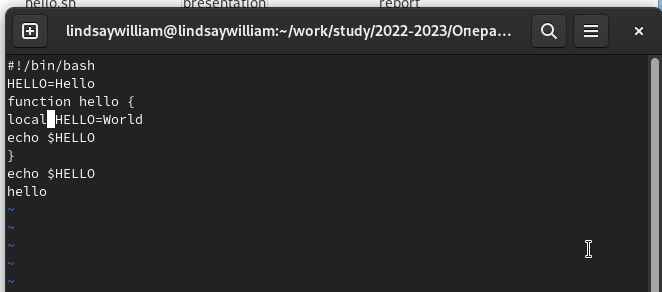 hello.sh presentation report
lindsaywilliam@lindsaywilliam:~/work/study/2022-2023/Опера...
#!/bin/bash
HELLO=Hello
function hello {
local HELLO=World
echo $HELLO
}
echo $HELLO
hello
~
~
~
~
~